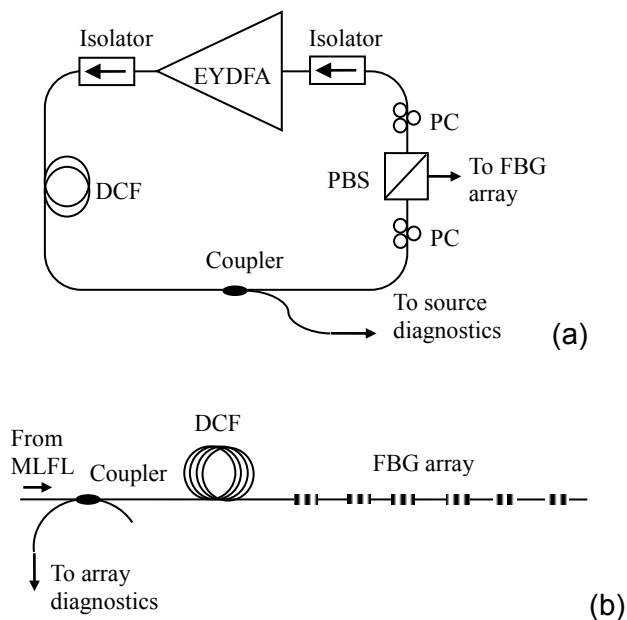 Isolator
Isolator
EYDFA
PC
DCF
PBS
To FBG
array
PC
Coupler
To source
diagnostics
(a)
DCF
From
MLFL
Coupler
FBG array
To array
diagnostics
(b)